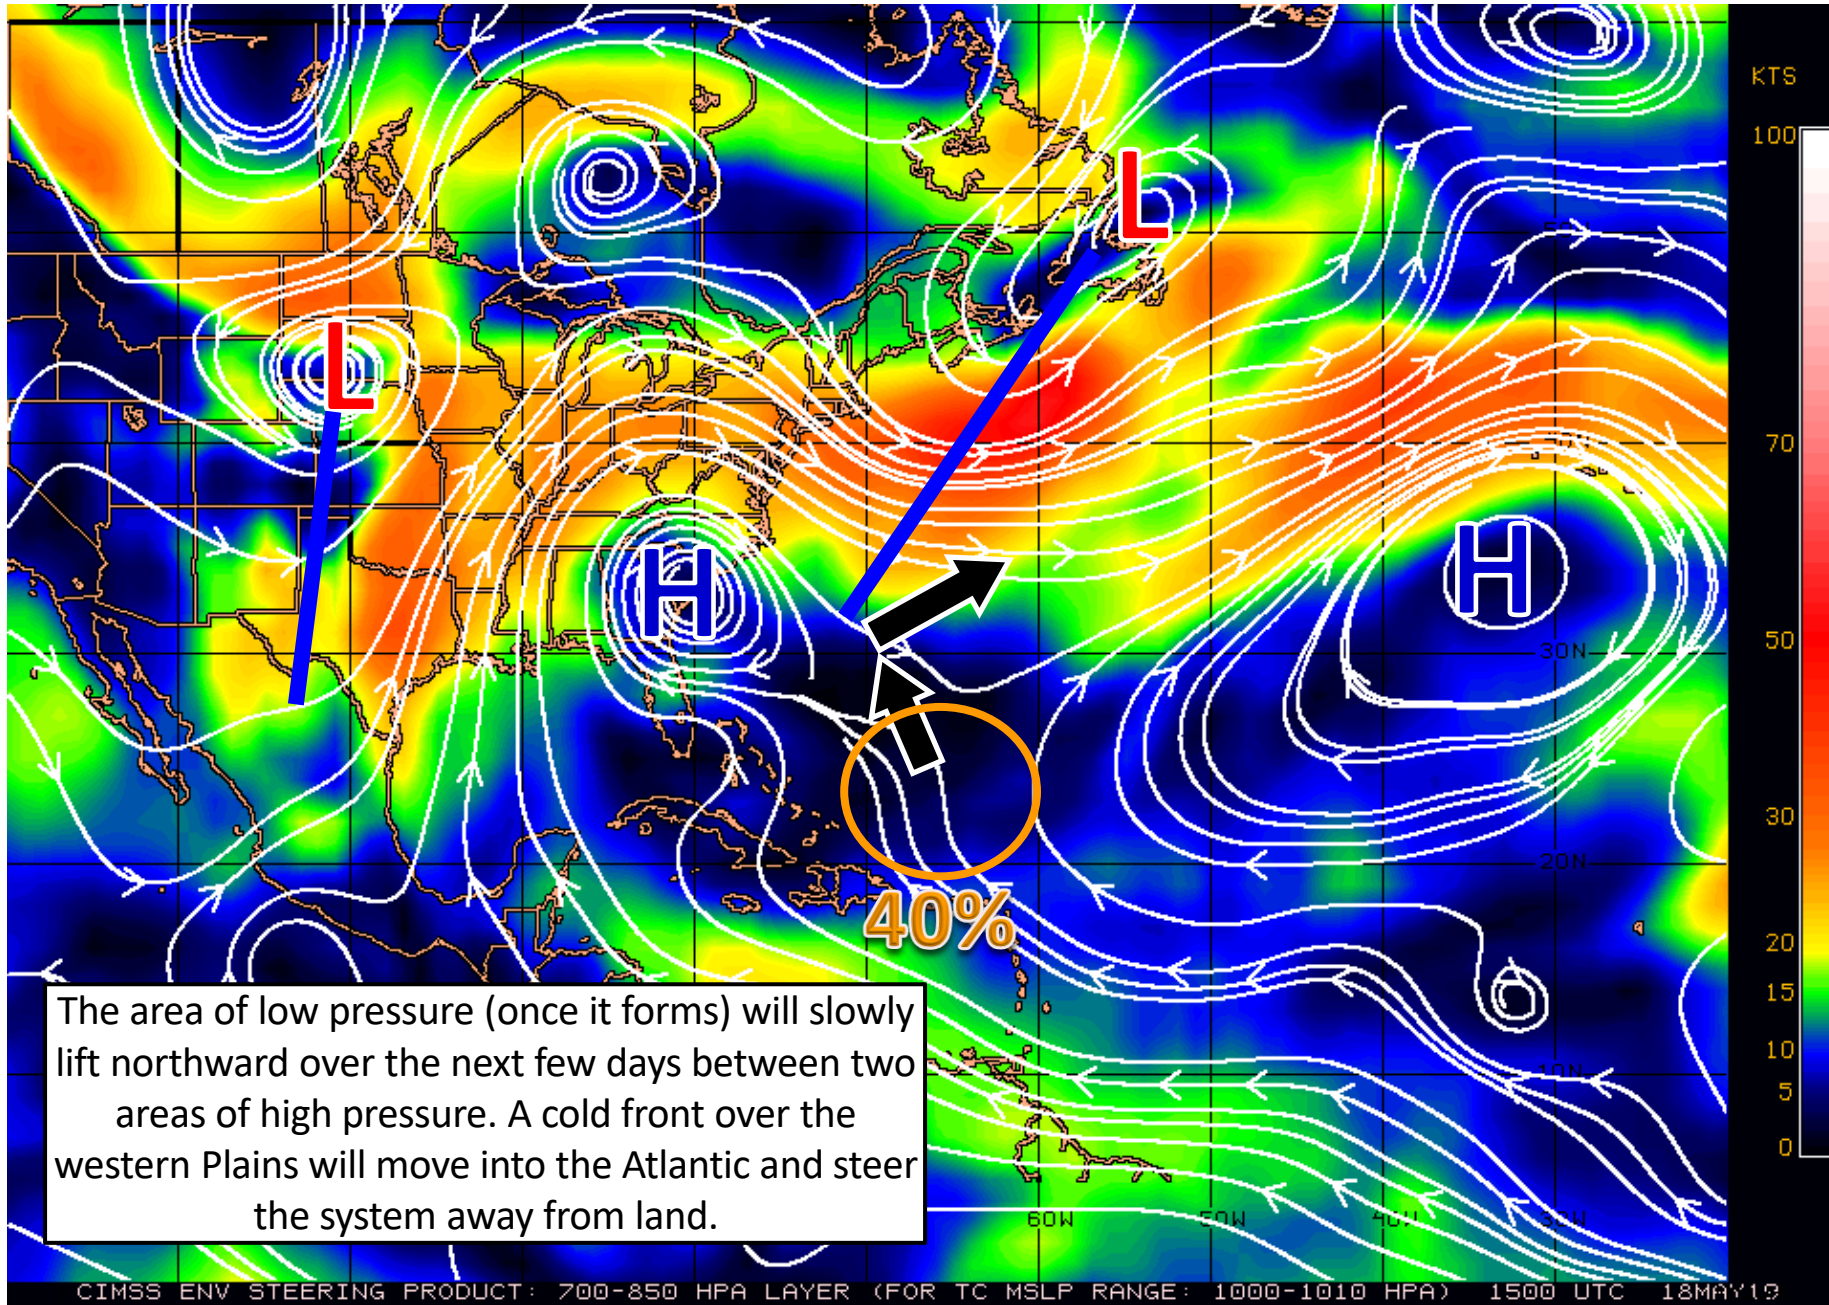 KTS
100
L
50N
L
70
40N
H
H
50
30N
30
20N
40%
20
15
The area of low pressure (once it forms) will slowly
lift northward over the next few days between two
areas of high pressure. A cold front over the
western Plains will move into the Atlantic and steer
the system away from land.
10
10N
5
0
60W 50W 40W 30W
CIMSS ENV STEERING PRODUCT: 700-850 HPA LAYER (FOR TC MSLP RANGE: 1000-1010 HPA) 1500 UTC 18MAY19